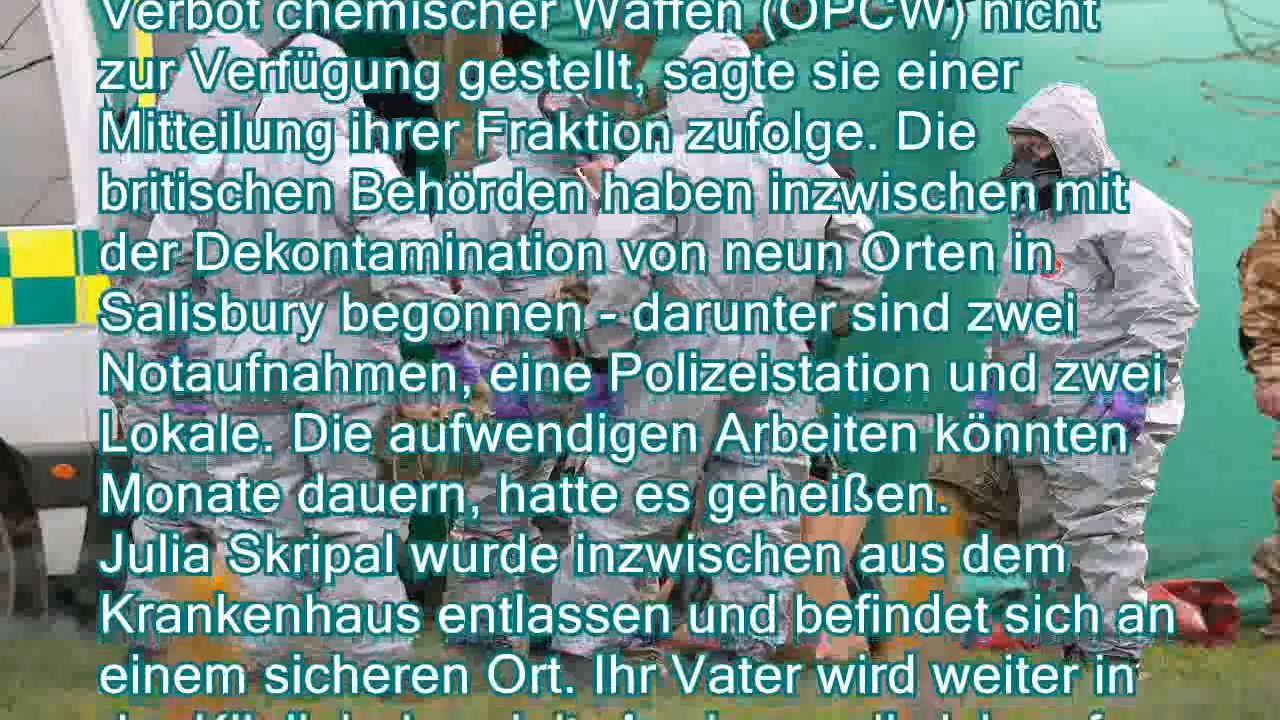 Verbot chemischer Waffen (OPCW) nicht
zur Verfügung gestellt, sagte sie einer
Mitteilung ihrer Fraktion zufolge. Die
britischen Behörden haben inzwischen mit
der Dekontamination von neun Orten in
Salisbury begonnen - darunter sind zwei
Notaufnahmen, eine Polizeistation und zwei
Lokale. Die aufwendigen Arbeiten könnten
Monate dauern, hatte es geheißen.
Julia Skripal wurde inzwischen aus dem
Krankenhaus entlassen und befindet sich an
einem sicheren Ort. Ihr Vater wird weiter in